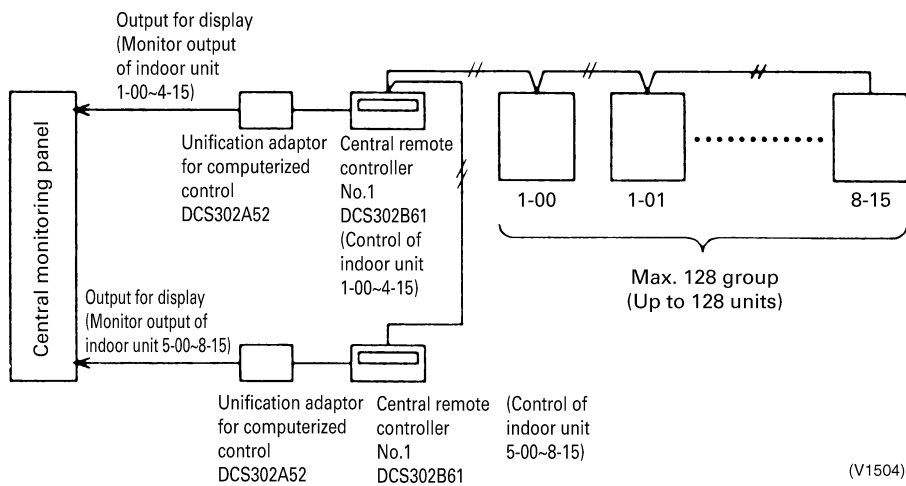 Output for display
(Monitor output
of indoor unit
1-00~4-15)
Central monitoring panel
Unification adaptor
for computerized
control
DCS302A52
Central remote
controller
No.1
DCS302B61
(Control of
indoor unit
1-00~4-15)
1-00
1-01
8-15
Max. 128 group
(Up to 128 units)
Output for display
(Monitor output of
indoor unit 5-00~8-15)
Unification adaptor
for computerized
control
DCS302A52
Central remote
controller
No.1
DCS302B61
(Control of
indoor unit
5-00~8-15)
(V1504)